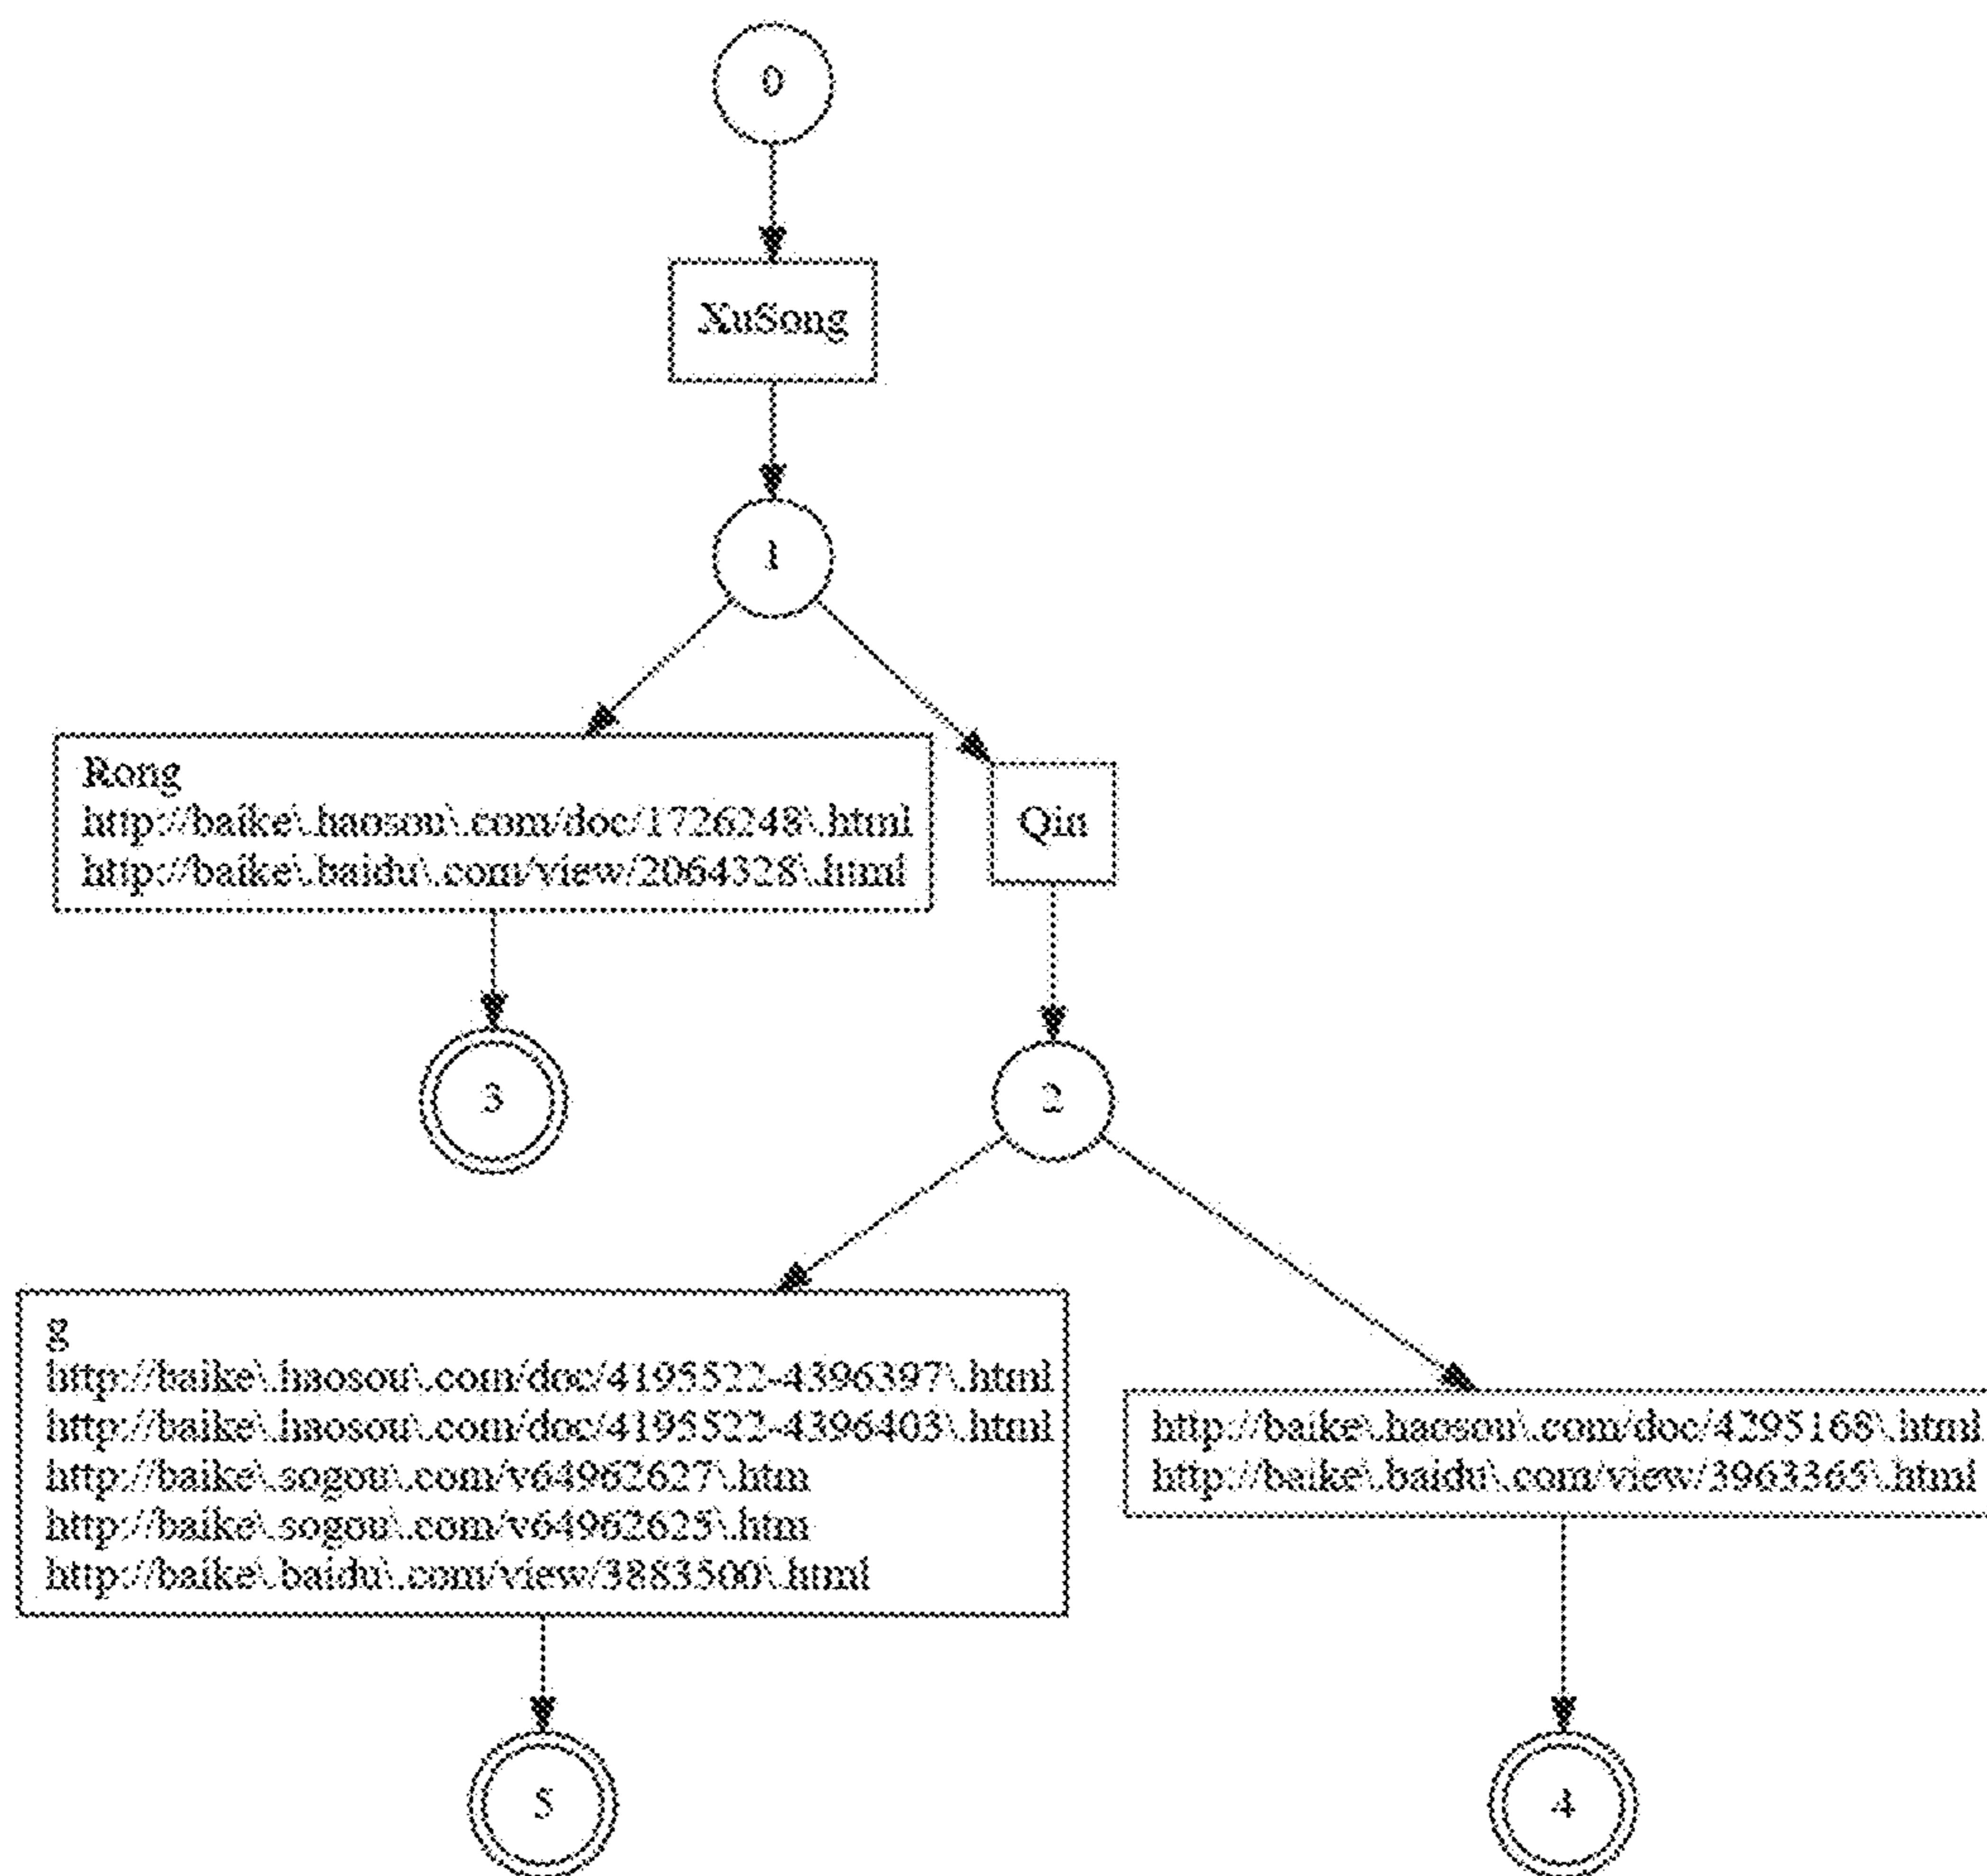 0
XuSong
1
Rong
http://baike\.haosou\.com/doc/1726248\.html
http://baike\.baidu\.com/view/2064328\.html
Qin
3
2
g
http://baike\.haosou\.com/doc/4195522-4396397\.html
http://baike\.haosou\.com/doc/4195522-4396403\.html
http://baike\.sogou\.com/v64962627\.htm
http://baike\.sogou\.com/v64962625\.htm
http://baike\.baidu\.com/view/3883500\.html
http://baike\.haosou\.com/doc/4295168\.html
http://baike\.baidu\.com/view/3963365\.html
5
4